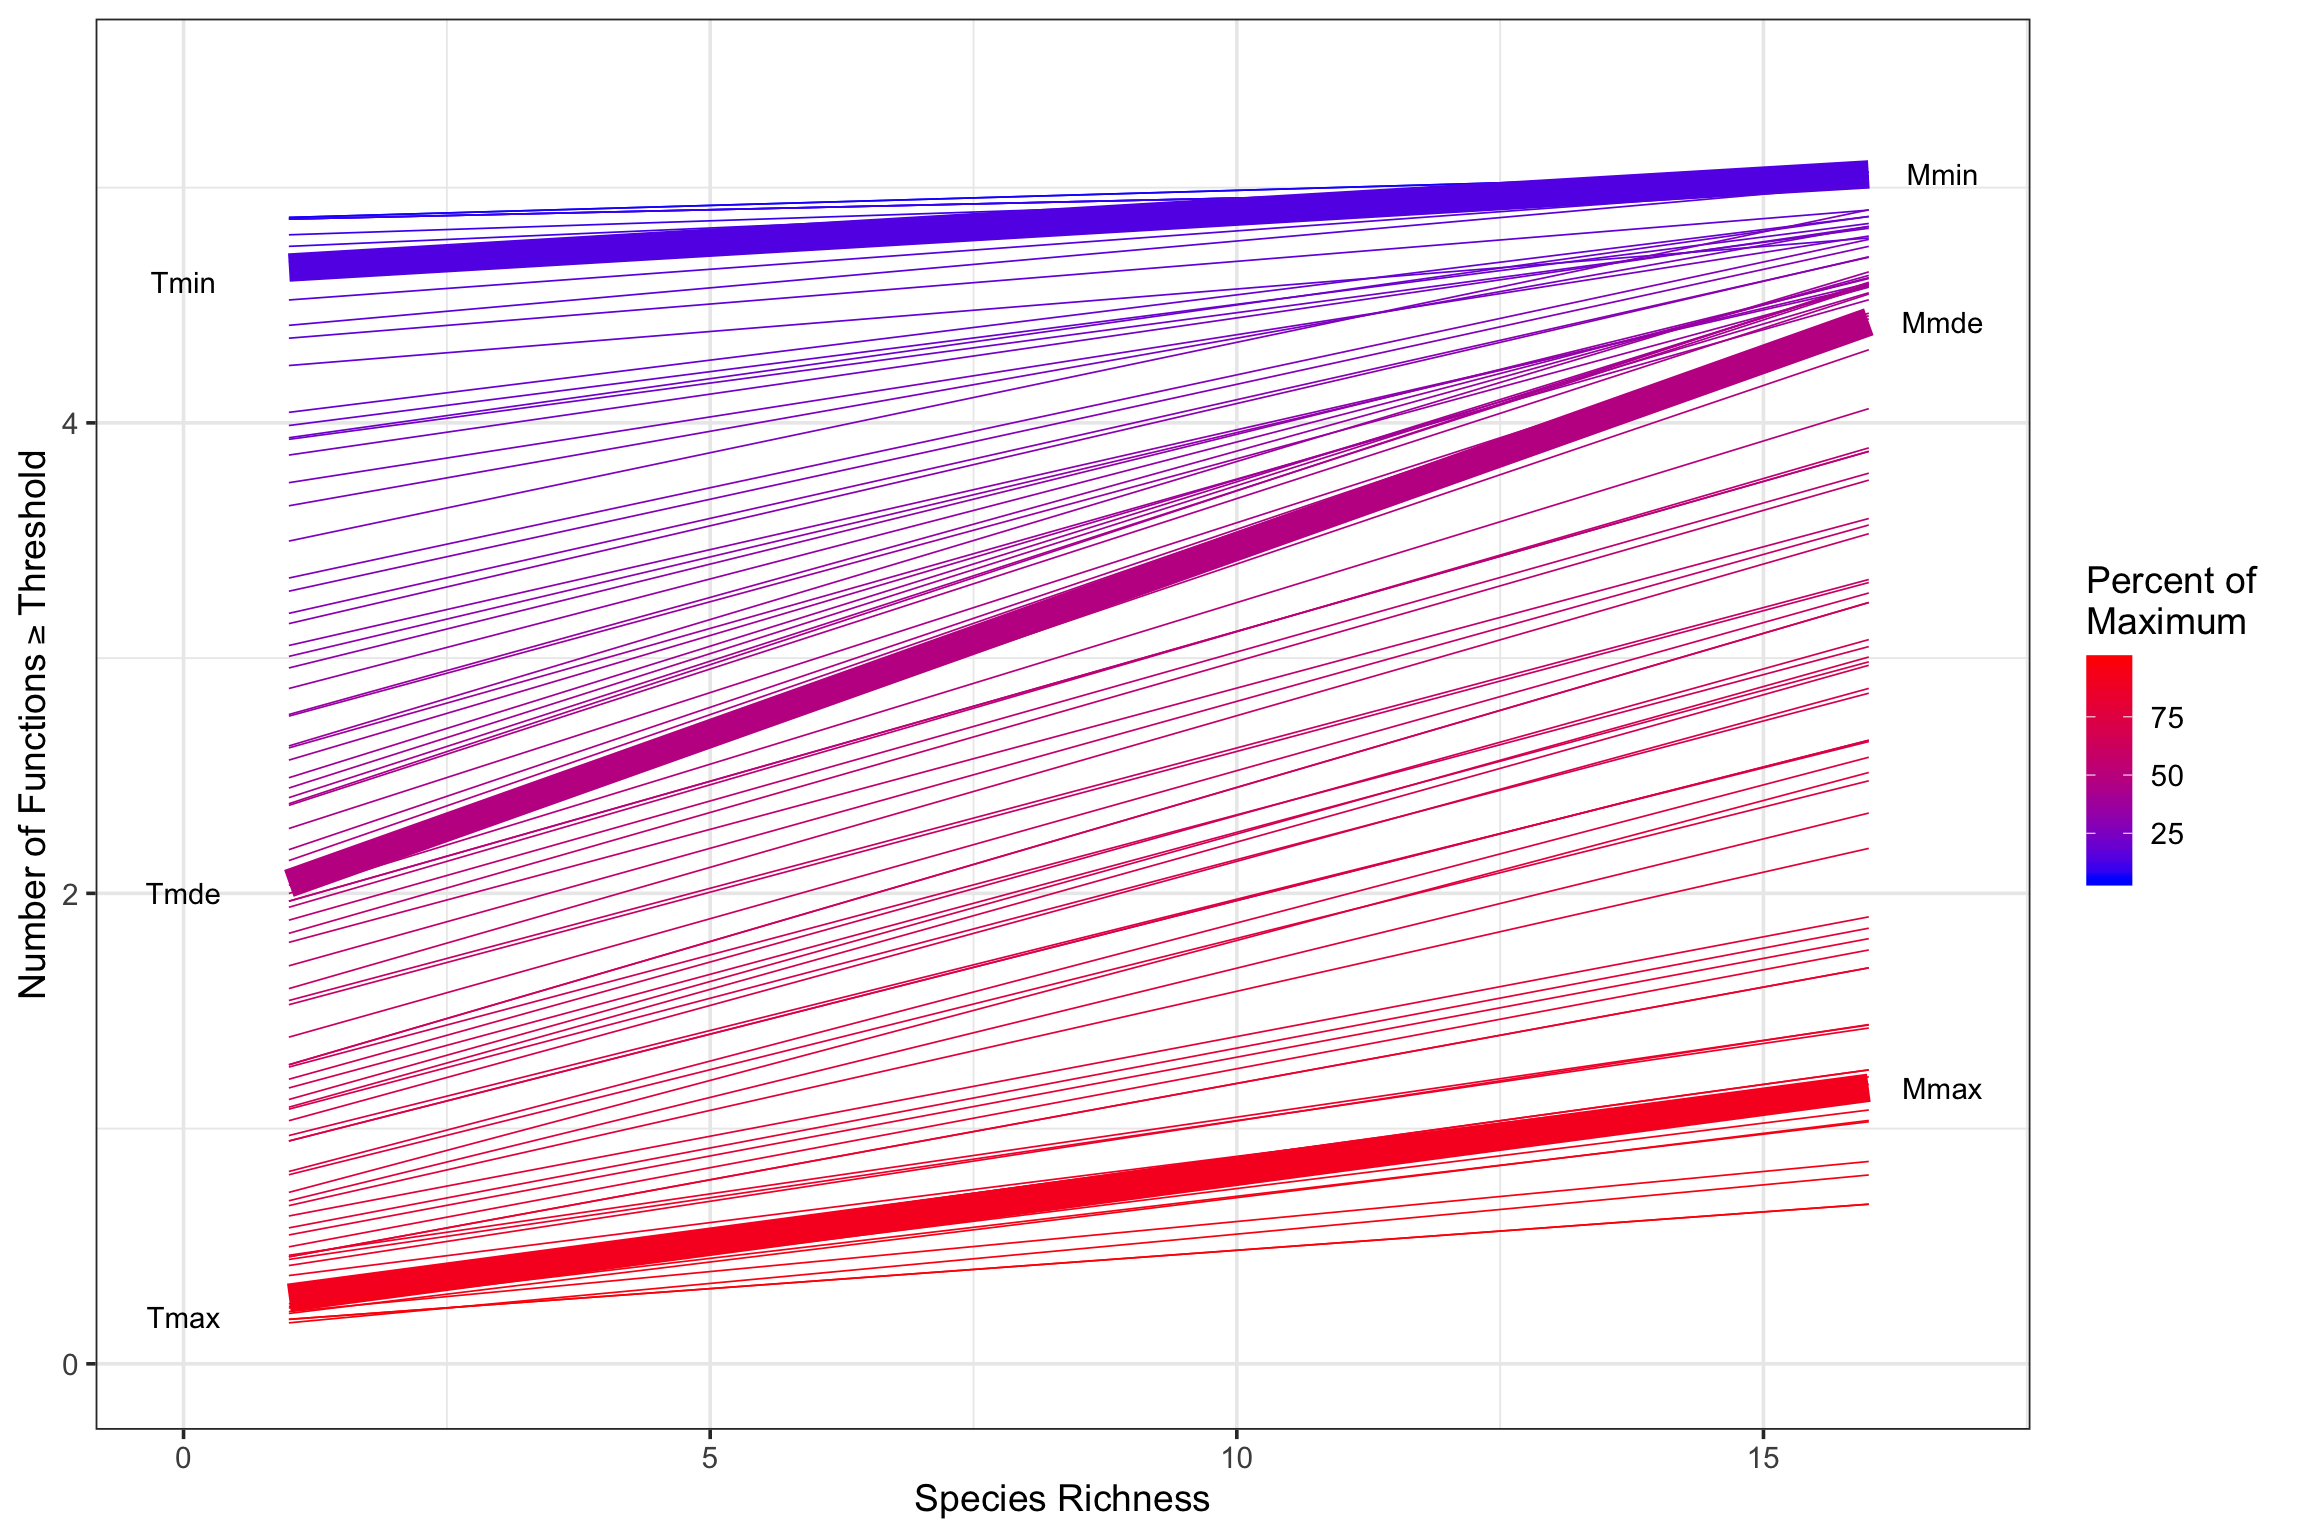 Mmin
Tmin
Mmde
4
Number of Functions ≥ Threshold
Percent of
Maximum
75
50
25
Tmde
2
Mmax
Tmax
0
0
5
10
15
Species Richness